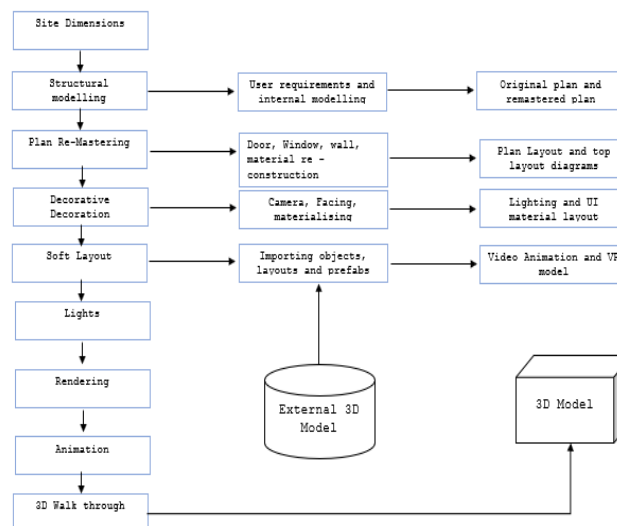 Site Dimensions
Structural
modelling
User requirements and
internal modelling
Original plan and
remastered plan
Plan Re-Mastering
Door, Window, wall,
material re -
construction
Plan Layout and top
layout diagrams
Decorative
Decoration
Camera, Facing,
materialising
Lighting and UI
material layout
Soft Layout
Importing objects,
layouts and prefabs
Video Animation and VR
model
Lights
Rendering
External 3D
Model
3D Model
Animation
3D Walk through